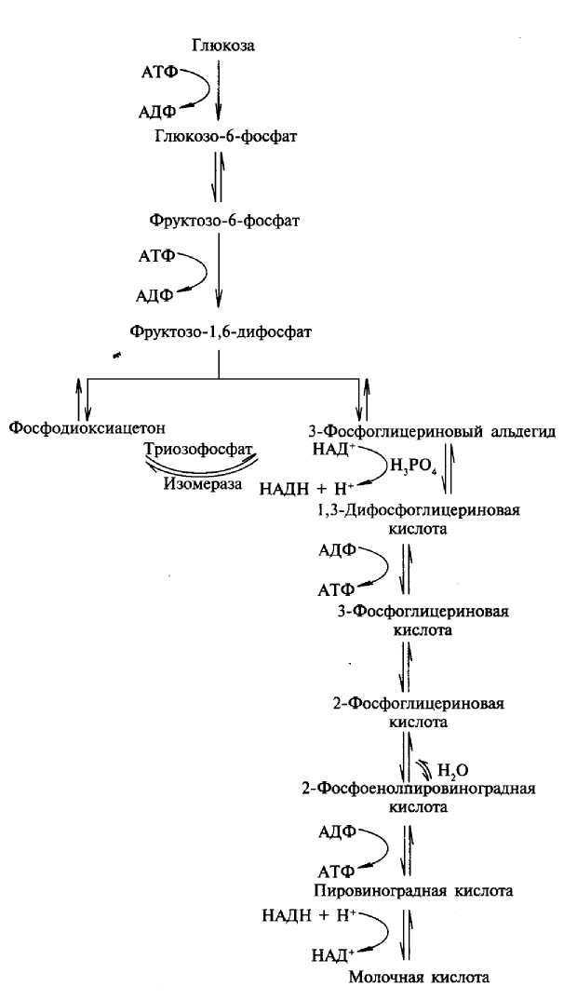 Глюкоза
АТФ
АДФ
Глюкозо-6-фосфат
Фруктозо-6-фосфат
АТФ
АДФ
Фруктозо-1,6-дифосфат
Фосфодиоксиацетон
3-Фосфоглицериновый альдегид
Триозофосфат
Изомераза
НАД⁺
H₃PO₄
НАДН + Н⁺
1,3-Дифосфоглицериновая
кислота
АДФ
АТФ
3-Фосфоглицериновая
кислота
2-Фосфоглицериновая
кислота
H₂O
2-Фосфоенолпировиноградная
кислота
АДФ
АТФ
Пировиноградная кислота
НАДН + Н⁺
НАД⁺
Молочная кислота